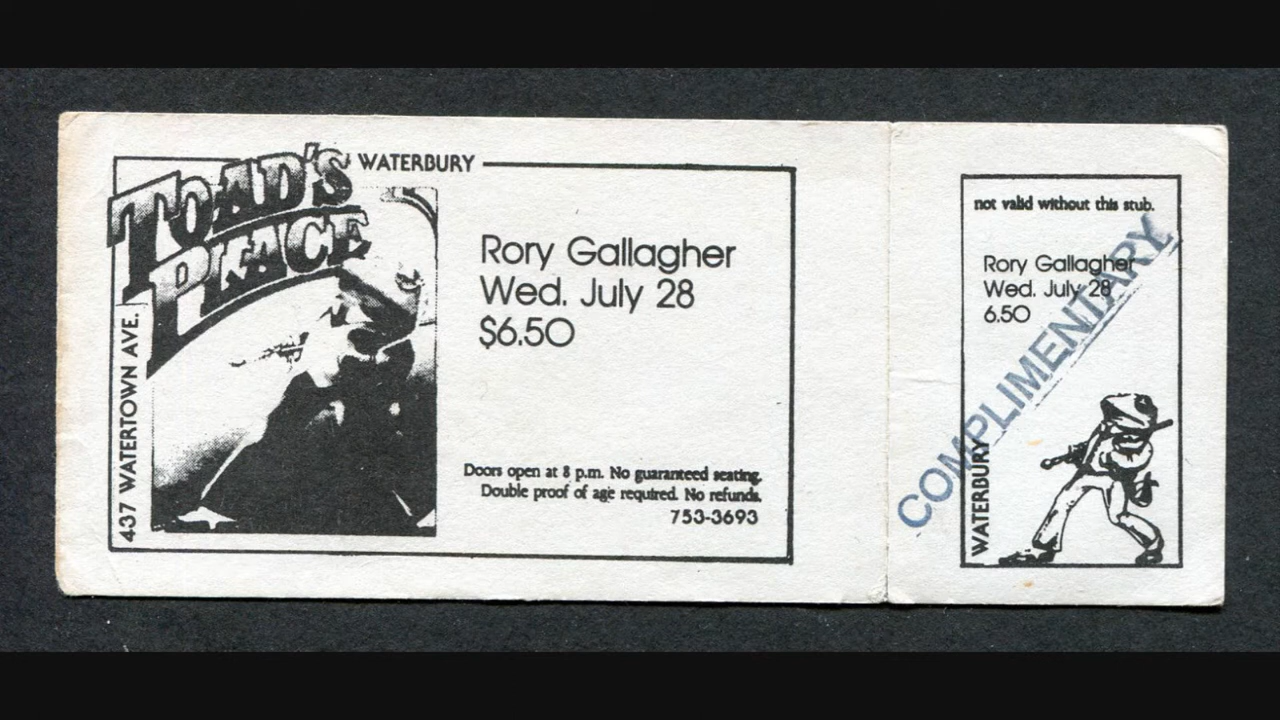 TOAD'S
PLACE
WATERBURY
437 WATERTOWN AVE.
Rory Gallagher
Wed. July 28
$6.50
Doors open at 8 p.m. No guaranteed seating.
Double proof of age required. No refunds.
753-3693
not valid without this stub.
Rory Gallagher
Wed. July 28
6.50
COMPLIMENTARY
WATERBURY